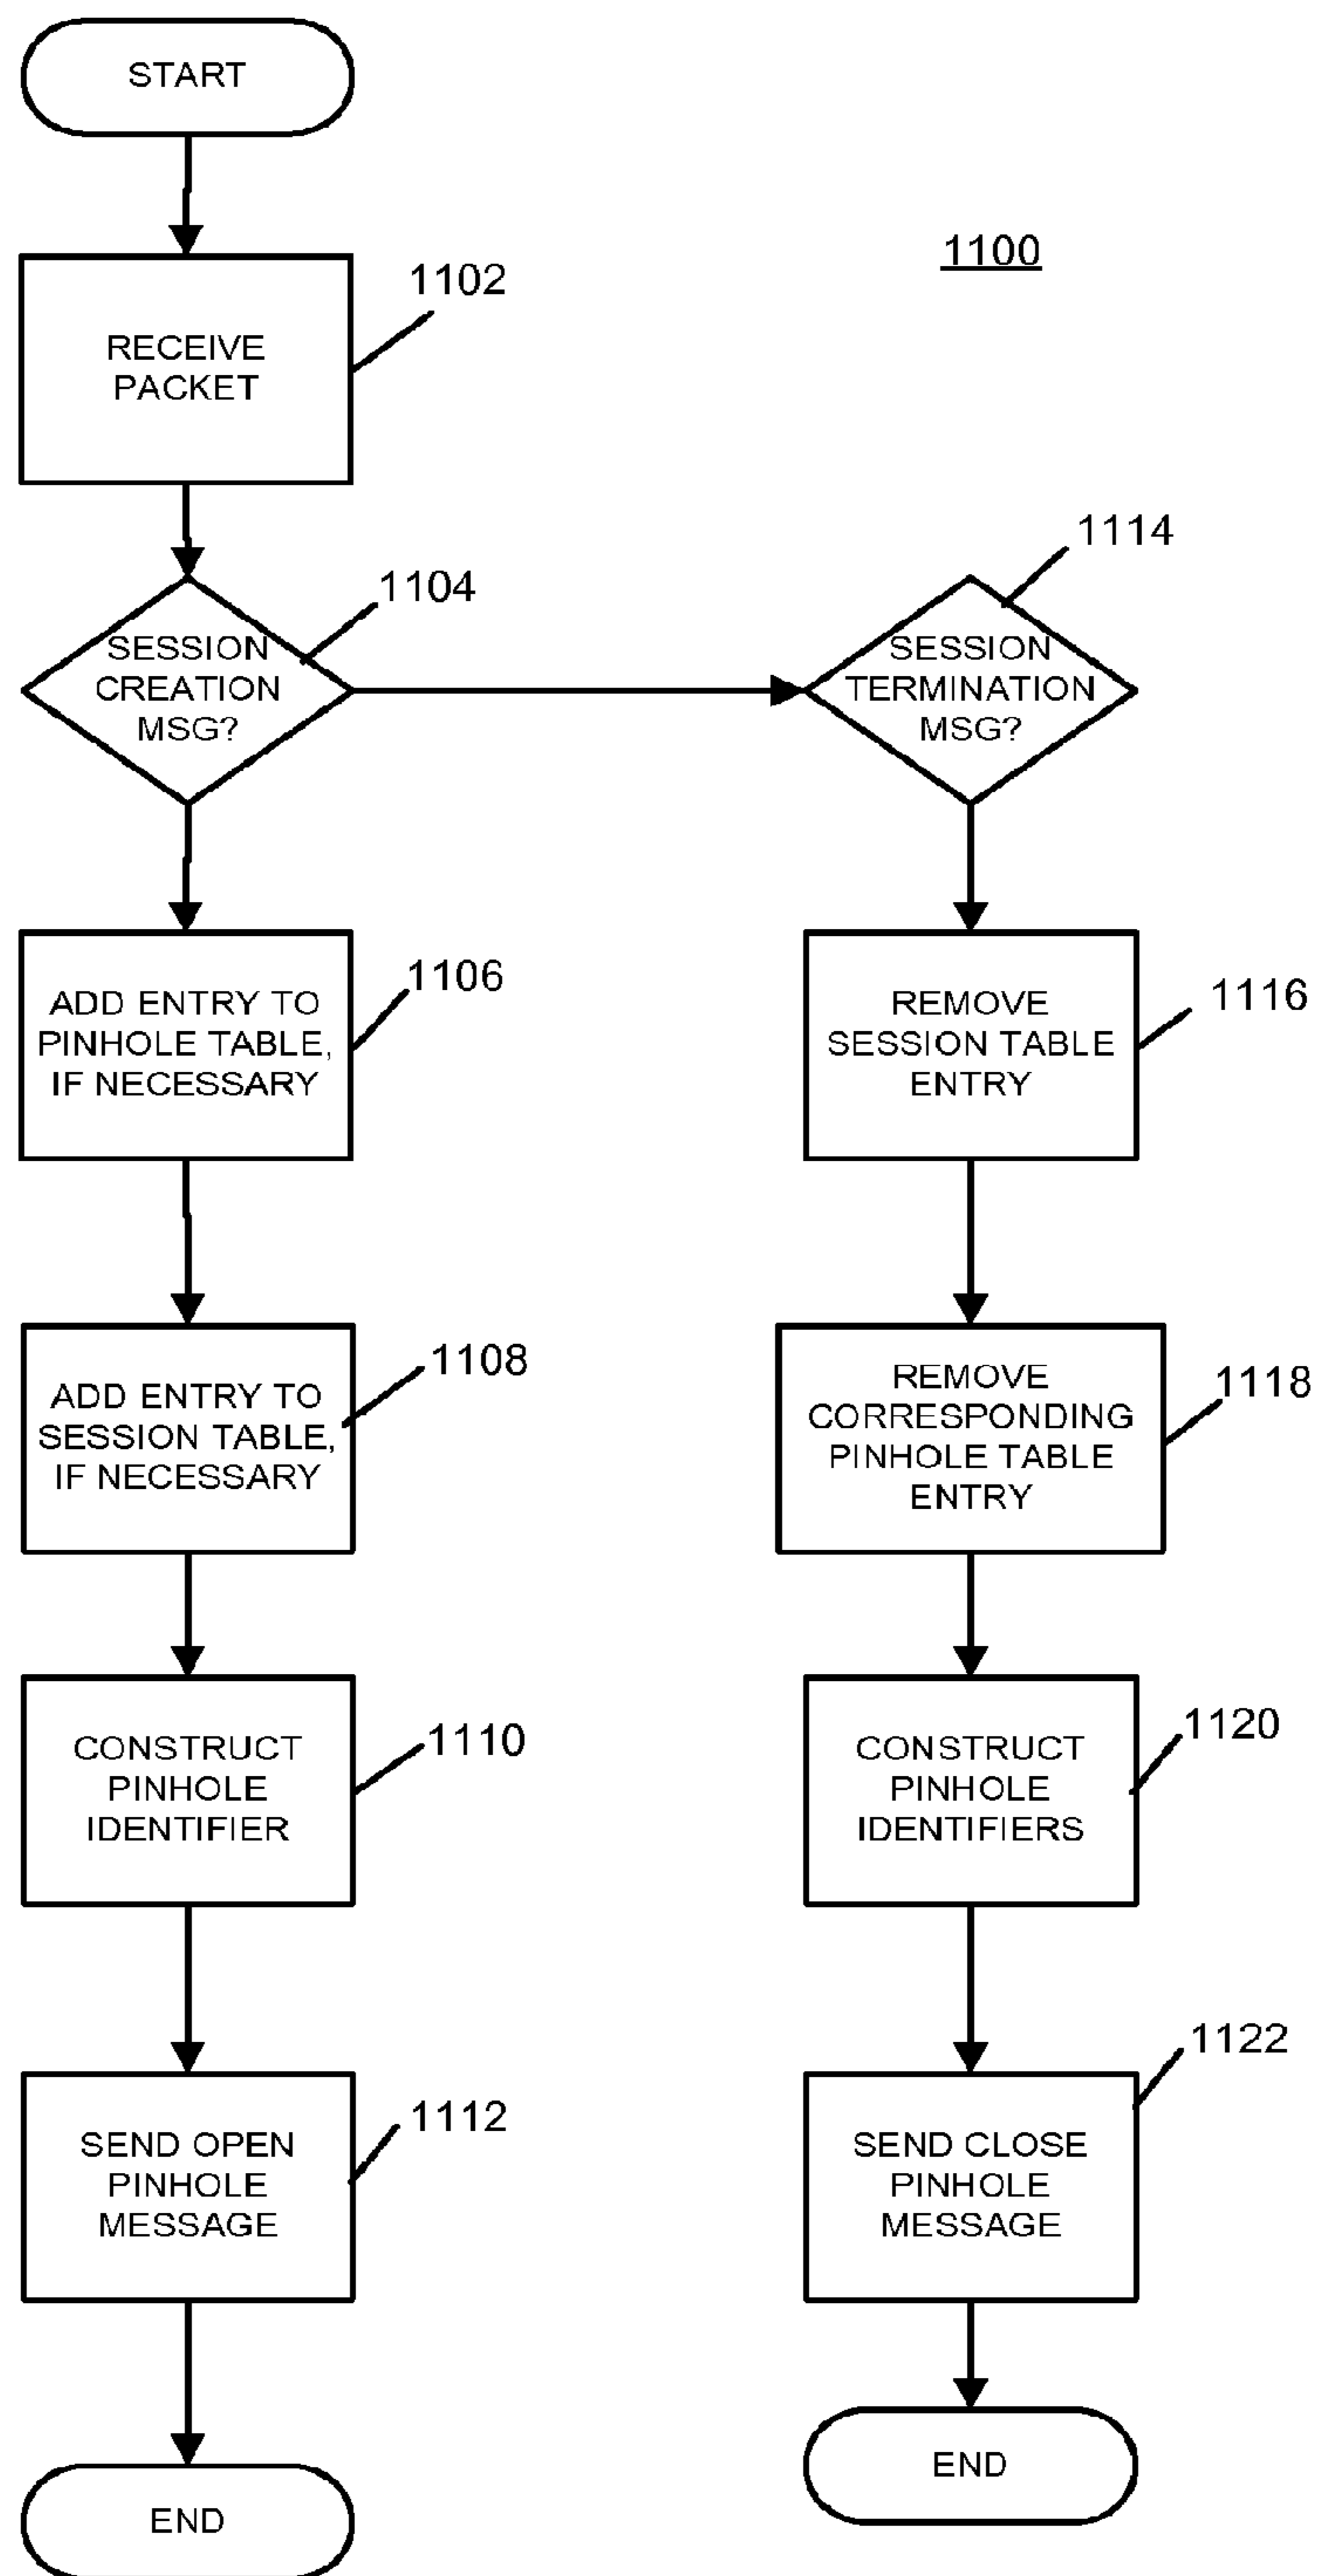 START
1100
1102
RECEIVE
PACKET
1104
SESSION
CREATION
MSG?
1114
SESSION
TERMINATION
MSG?
1106
ADD ENTRY TO
PINHOLE TABLE,
IF NECESSARY
1116
REMOVE
SESSION TABLE
ENTRY
1108
ADD ENTRY TO
SESSION TABLE,
IF NECESSARY
1118
REMOVE
CORRESPONDING
PINHOLE TABLE
ENTRY
1110
CONSTRUCT
PINHOLE
IDENTIFIER
1120
CONSTRUCT
PINHOLE
IDENTIFIERS
1112
SEND OPEN
PINHOLE
MESSAGE
1122
SEND CLOSE
PINHOLE
MESSAGE
END
END